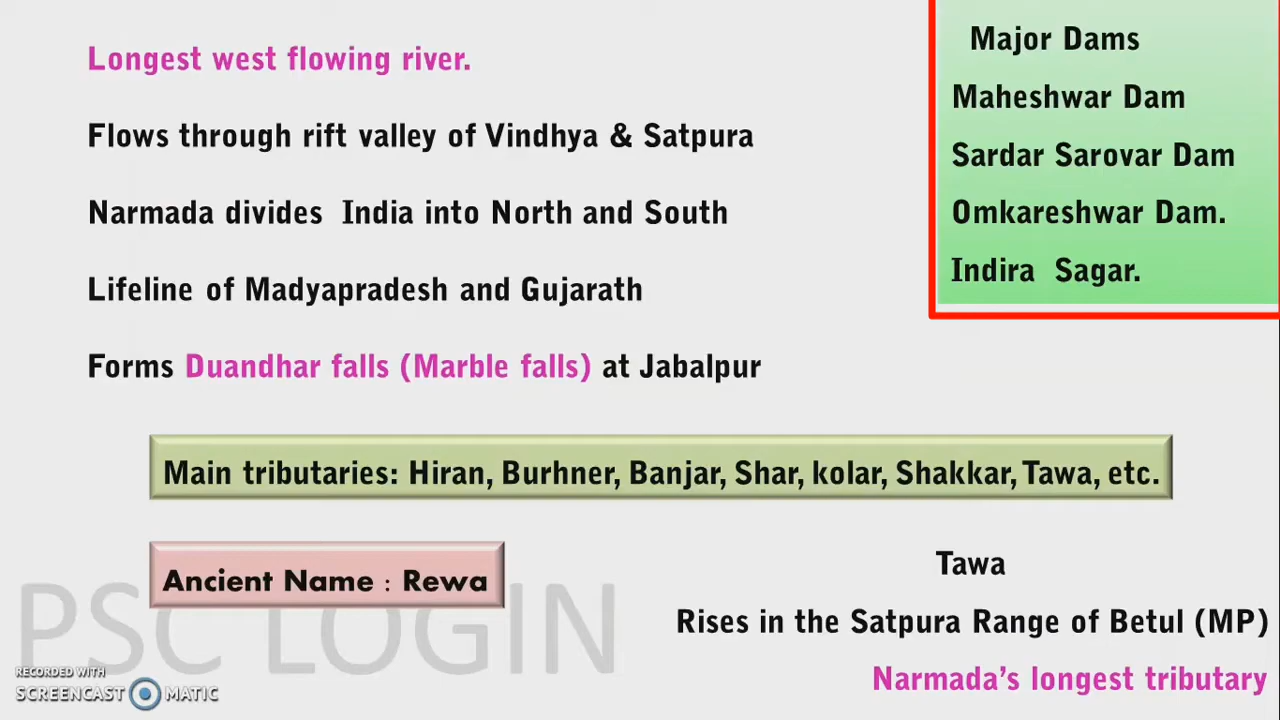 Longest west flowing river.
Flows through rift valley of Vindhya & Satpura
Narmada divides India into North and South
Lifeline of Madyapradesh and Gujarath
Forms Duandhar falls (Marble falls) at Jabalpur
Major Dams
Maheshwar Dam
Sardar Sarovar Dam
Omkareshwar Dam.
Indira Sagar.
Main tributaries: Hiran, Burhner, Banjar, Shar, kolar, Shakkar, Tawa, etc.
Ancient Name : Rewa
Tawa
Rises in the Satpura Range of Betul (MP)
Narmada's longest tributary
PSC LOGIN
RECORDED WITH
SCREENCAST MATIC